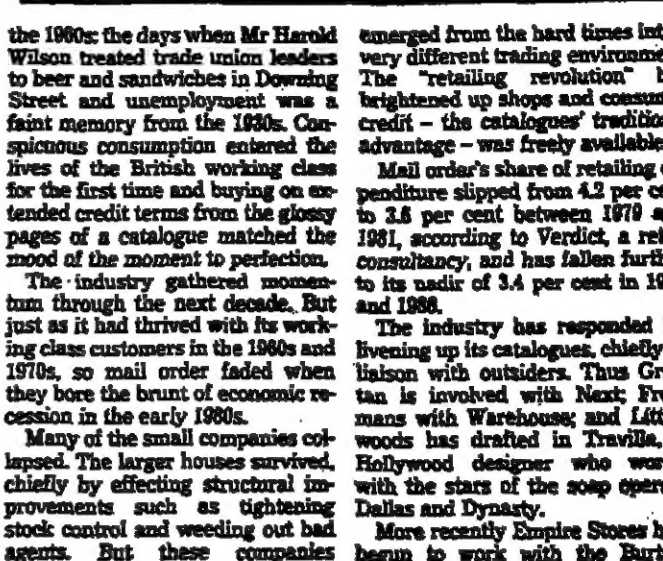 the 1960s: the days when Mr Harold
Wilson treated trade union leaders
to beer and sandwiches in Downing
Street and unemployment was a
faint memory from the 1930s. Con-
spicuous consumption entered the
lives of the British working class
for the first time and buying on ex-
tended credit terms from the glossy
pages of a catalogue matched the
mood of the moment to perfection.
The industry gathered momen-
tum through the next decade. But
just as it had thrived with its work-
ing class customers in the 1960s and
1970s, so mail order faded when
they bore the brunt of economic re-
cession in the early 1980s.
Many of the small companies col-
lapsed. The larger houses survived,
chiefly by effecting structural im-
provements such as tightening
stock control and weeding out bad
agents. But these companies
emerged from the hard times int
very different trading environme
The "retailing revolution" h
brightened up shops and consum
credit – the catalogues' tradition
advantage – was freely available
Mail order's share of retailing e
penditure slipped from 4.2 per ce
to 3.6 per cent between 1979 a
1981, according to Verdict, a ret
consultancy, and has fallen furth
to its nadir of 3.4 per cent in 19
and 1986.
The industry has responded
livening up its catalogues, chiefly
liaison with outsiders. Thus Gr
tan is involved with Next; Fre
mans with Warehouse; and Litt
woods has drafted in Travilla,
Hollywood designer who wor
with the stars of the soap opera
Dallas and Dynasty.
More recently Empire Stores h
begun to work with the Burt